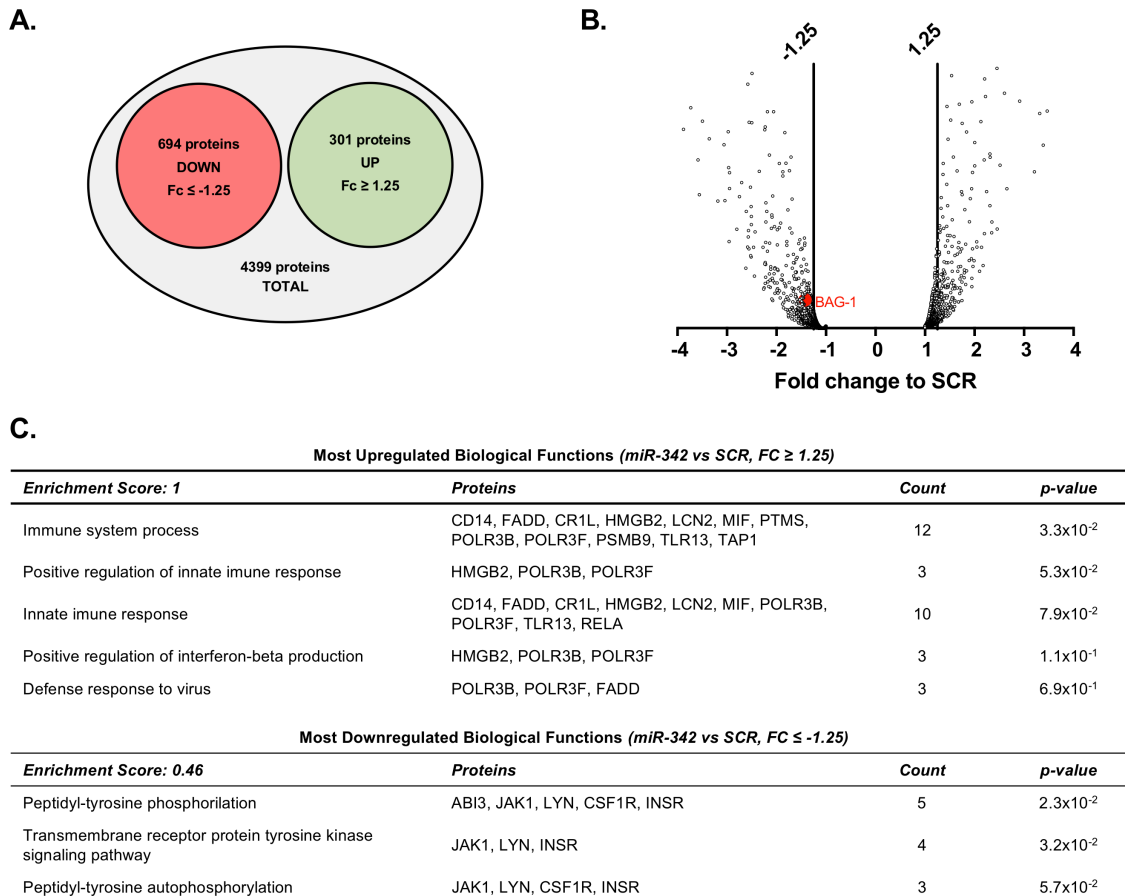 A.
694 proteins
DOWN
Fc ≤ -1.25
301 proteins
UP
Fc ≥ 1.25
4399 proteins
TOTAL
B.
-1.25
1.25
BAG-1
-4 -3 -2 -1 0 1 2 3 4
Fold change to SCR
C.
Most Upregulated Biological Functions (miR-342 vs SCR, FC ≥ 1.25)
Enrichment Score: 1 Proteins Count p-value
Immune system process CD14, FADD, CR1L, HMGB2, LCN2, MIF, PTMS, 12 3.3x10⁻²
POLR3B, POLR3F, PSMB9, TLR13, TAP1
Positive regulation of innate imune response HMGB2, POLR3B, POLR3F 3 5.3x10⁻²
Innate imune response CD14, FADD, CR1L, HMGB2, LCN2, MIF, POLR3B, 10 7.9x10⁻²
POLR3F, TLR13, RELA
Positive regulation of interferon-beta production HMGB2, POLR3B, POLR3F 3 1.1x10⁻¹
Defense response to virus POLR3B, POLR3F, FADD 3 6.9x10⁻¹
Most Downregulated Biological Functions (miR-342 vs SCR, FC ≤ -1.25)
Enrichment Score: 0.46 Proteins Count p-value
Peptidyl-tyrosine phosphorilation ABI3, JAK1, LYN, CSF1R, INSR 5 2.3x10⁻²
Transmembrane receptor protein tyrosine kinase
signaling pathway JAK1, LYN, INSR 4 3.2x10⁻²
Peptidyl-tyrosine autophosphorylation JAK1, LYN, CSF1R, INSR 3 5.7x10⁻²